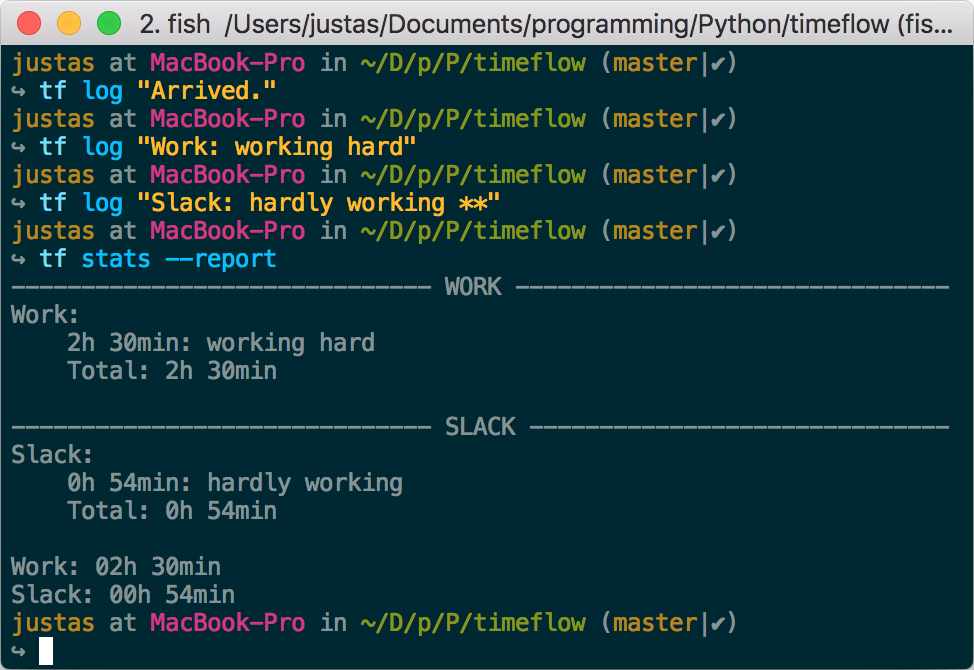 2. fish  /Users/justas/Documents/programming/Python/timeflow (fis...
justas at MacBook-Pro in ~/D/p/P/timeflow (master|✔)
↪ tf log "Arrived."
justas at MacBook-Pro in ~/D/p/P/timeflow (master|✔)
↪ tf log "Work: working hard"
justas at MacBook-Pro in ~/D/p/P/timeflow (master|✔)
↪ tf log "Slack: hardly working **"
justas at MacBook-Pro in ~/D/p/P/timeflow (master|✔)
↪ tf stats --report
------------------------------ WORK -------------------------------
Work:
    2h 30min: working hard
    Total: 2h 30min

------------------------------ SLACK ------------------------------
Slack:
    0h 54min: hardly working
    Total: 0h 54min

Work: 02h 30min
Slack: 00h 54min
justas at MacBook-Pro in ~/D/p/P/timeflow (master|✔)
↪